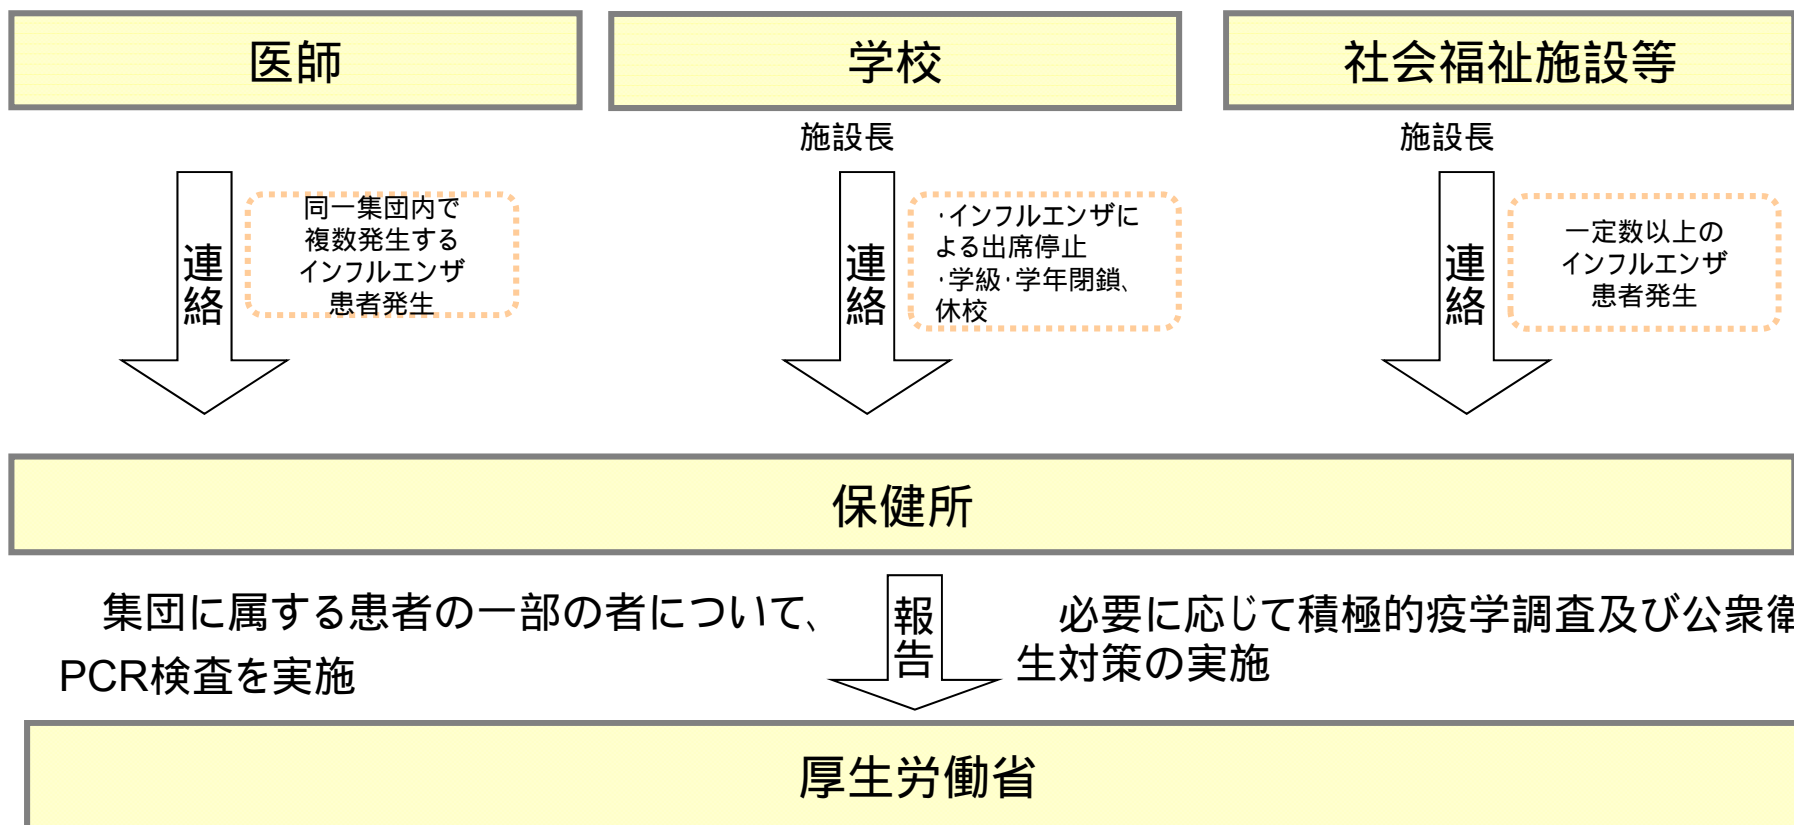 医師
学校
社会福祉施設等
施設長
施設長
連絡
同一集団内で
複数発生する
インフルエンザ
患者発生
連絡
・インフルエンザに
よる出席停止
・学級・学年閉鎖、
休校
連絡
一定数以上の
インフルエンザ
患者発生
保健所
集団に属する患者の一部の者について、
PCR検査を実施
報告
必要に応じて積極的疫学調査及び公衆衛
生対策の実施
厚生労働省